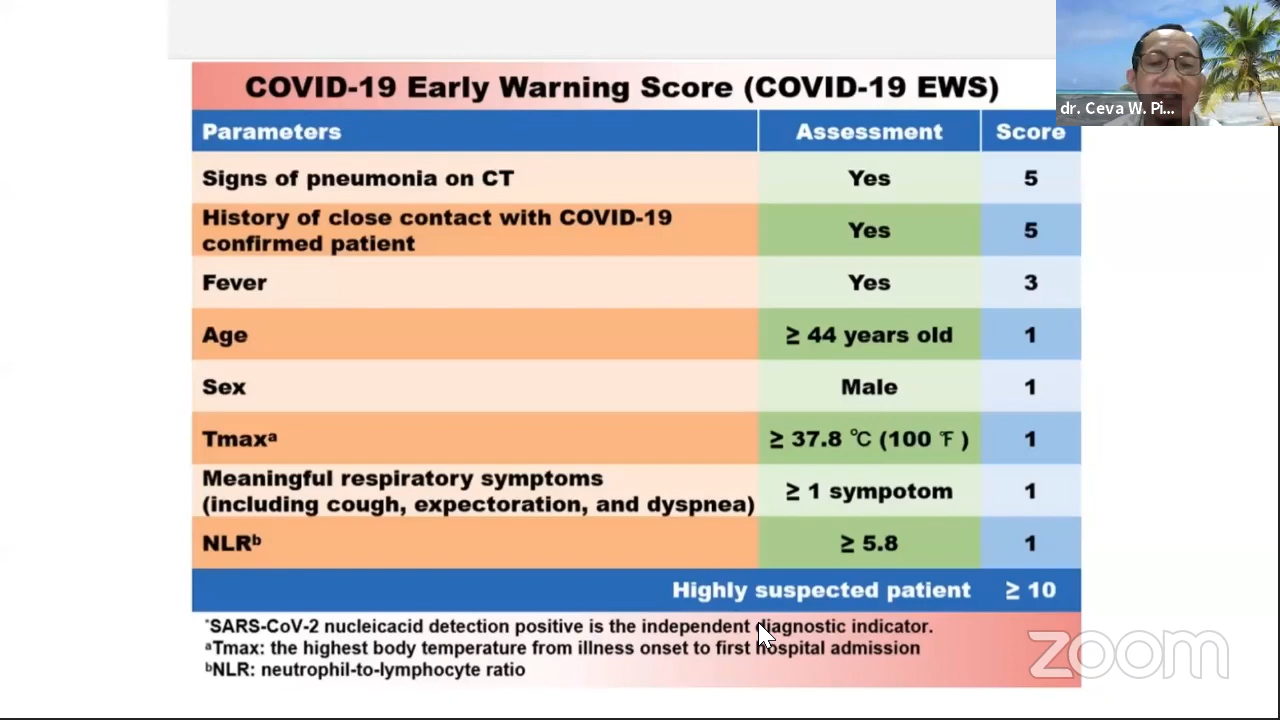 COVID-19 Early Warning Score (COVID-19 EWS)
dr. Ceva W. Pi...
Parameters Assessment Score
Signs of pneumonia on CT Yes 5
History of close contact with COVID-19
confirmed patient Yes 5
Fever Yes 3
Age ≥ 44 years old 1
Sex Male 1
Tmaxᵃ ≥ 37.8 ℃ (100 ℉ ) 1
Meaningful respiratory symptoms
(including cough, expectoration, and dyspnea) ≥ 1 sympotom 1
NLRᵇ ≥ 5.8 1
Highly suspected patient ≥ 10
*SARS-CoV-2 nucleicacid detection positive is the independent diagnostic indicator.
ᵃTmax: the highest body temperature from illness onset to first hospital admission
ᵇNLR: neutrophil-to-lymphocyte ratio
zoom